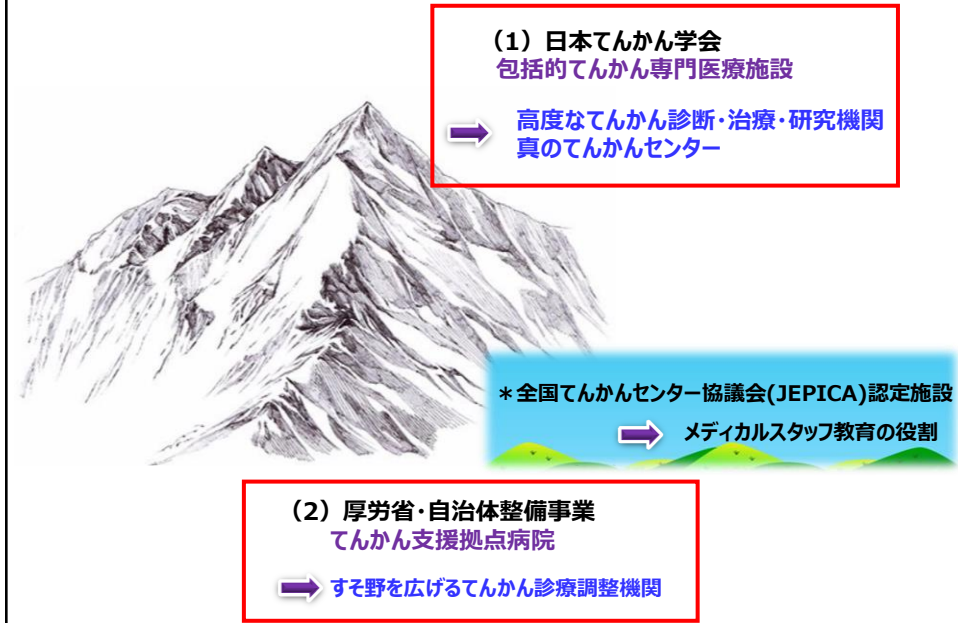 （1）日本てんかん学会
包括的てんかん専門医療施設
高度なてんかん診断・治療・研究機関
真のてんかんセンター
＊全国てんかんセンター協議会(JEPICA)認定施設
メディカルスタッフ教育の役割
（2）厚労省・自治体整備事業
てんかん支援拠点病院
すそ野を広げるてんかん診療調整機関